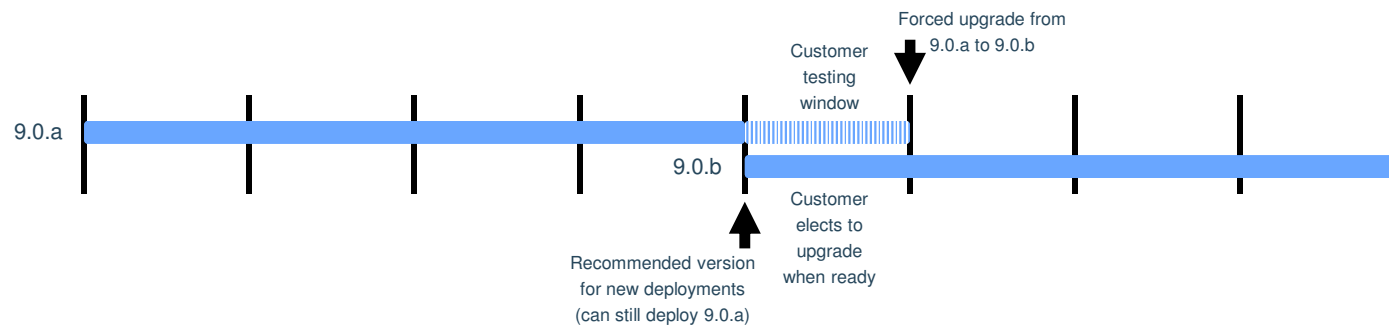 Forced upgrade from
9.0.a to 9.0.b
Customer
testing
window
9.0.a
9.0.b
Customer
elects to
upgrade
when ready
Recommended version
for new deployments
(can still deploy 9.0.a)